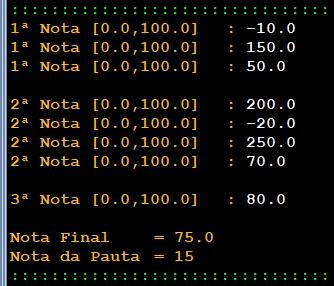 ::::::::::::::::::::::::::::::::
1ª Nota [0.0,100.0]   : -10.0
1ª Nota [0.0,100.0]   : 150.0
1ª Nota [0.0,100.0]   : 50.0
2ª Nota [0.0,100.0]   : 200.0
2ª Nota [0.0,100.0]   : -20.0
2ª Nota [0.0,100.0]   : 250.0
2ª Nota [0.0,100.0]   : 70.0
3ª Nota [0.0,100.0]   : 80.0
Nota Final    = 75.0
Nota da Pauta = 15
::::::::::::::::::::::::::::::::